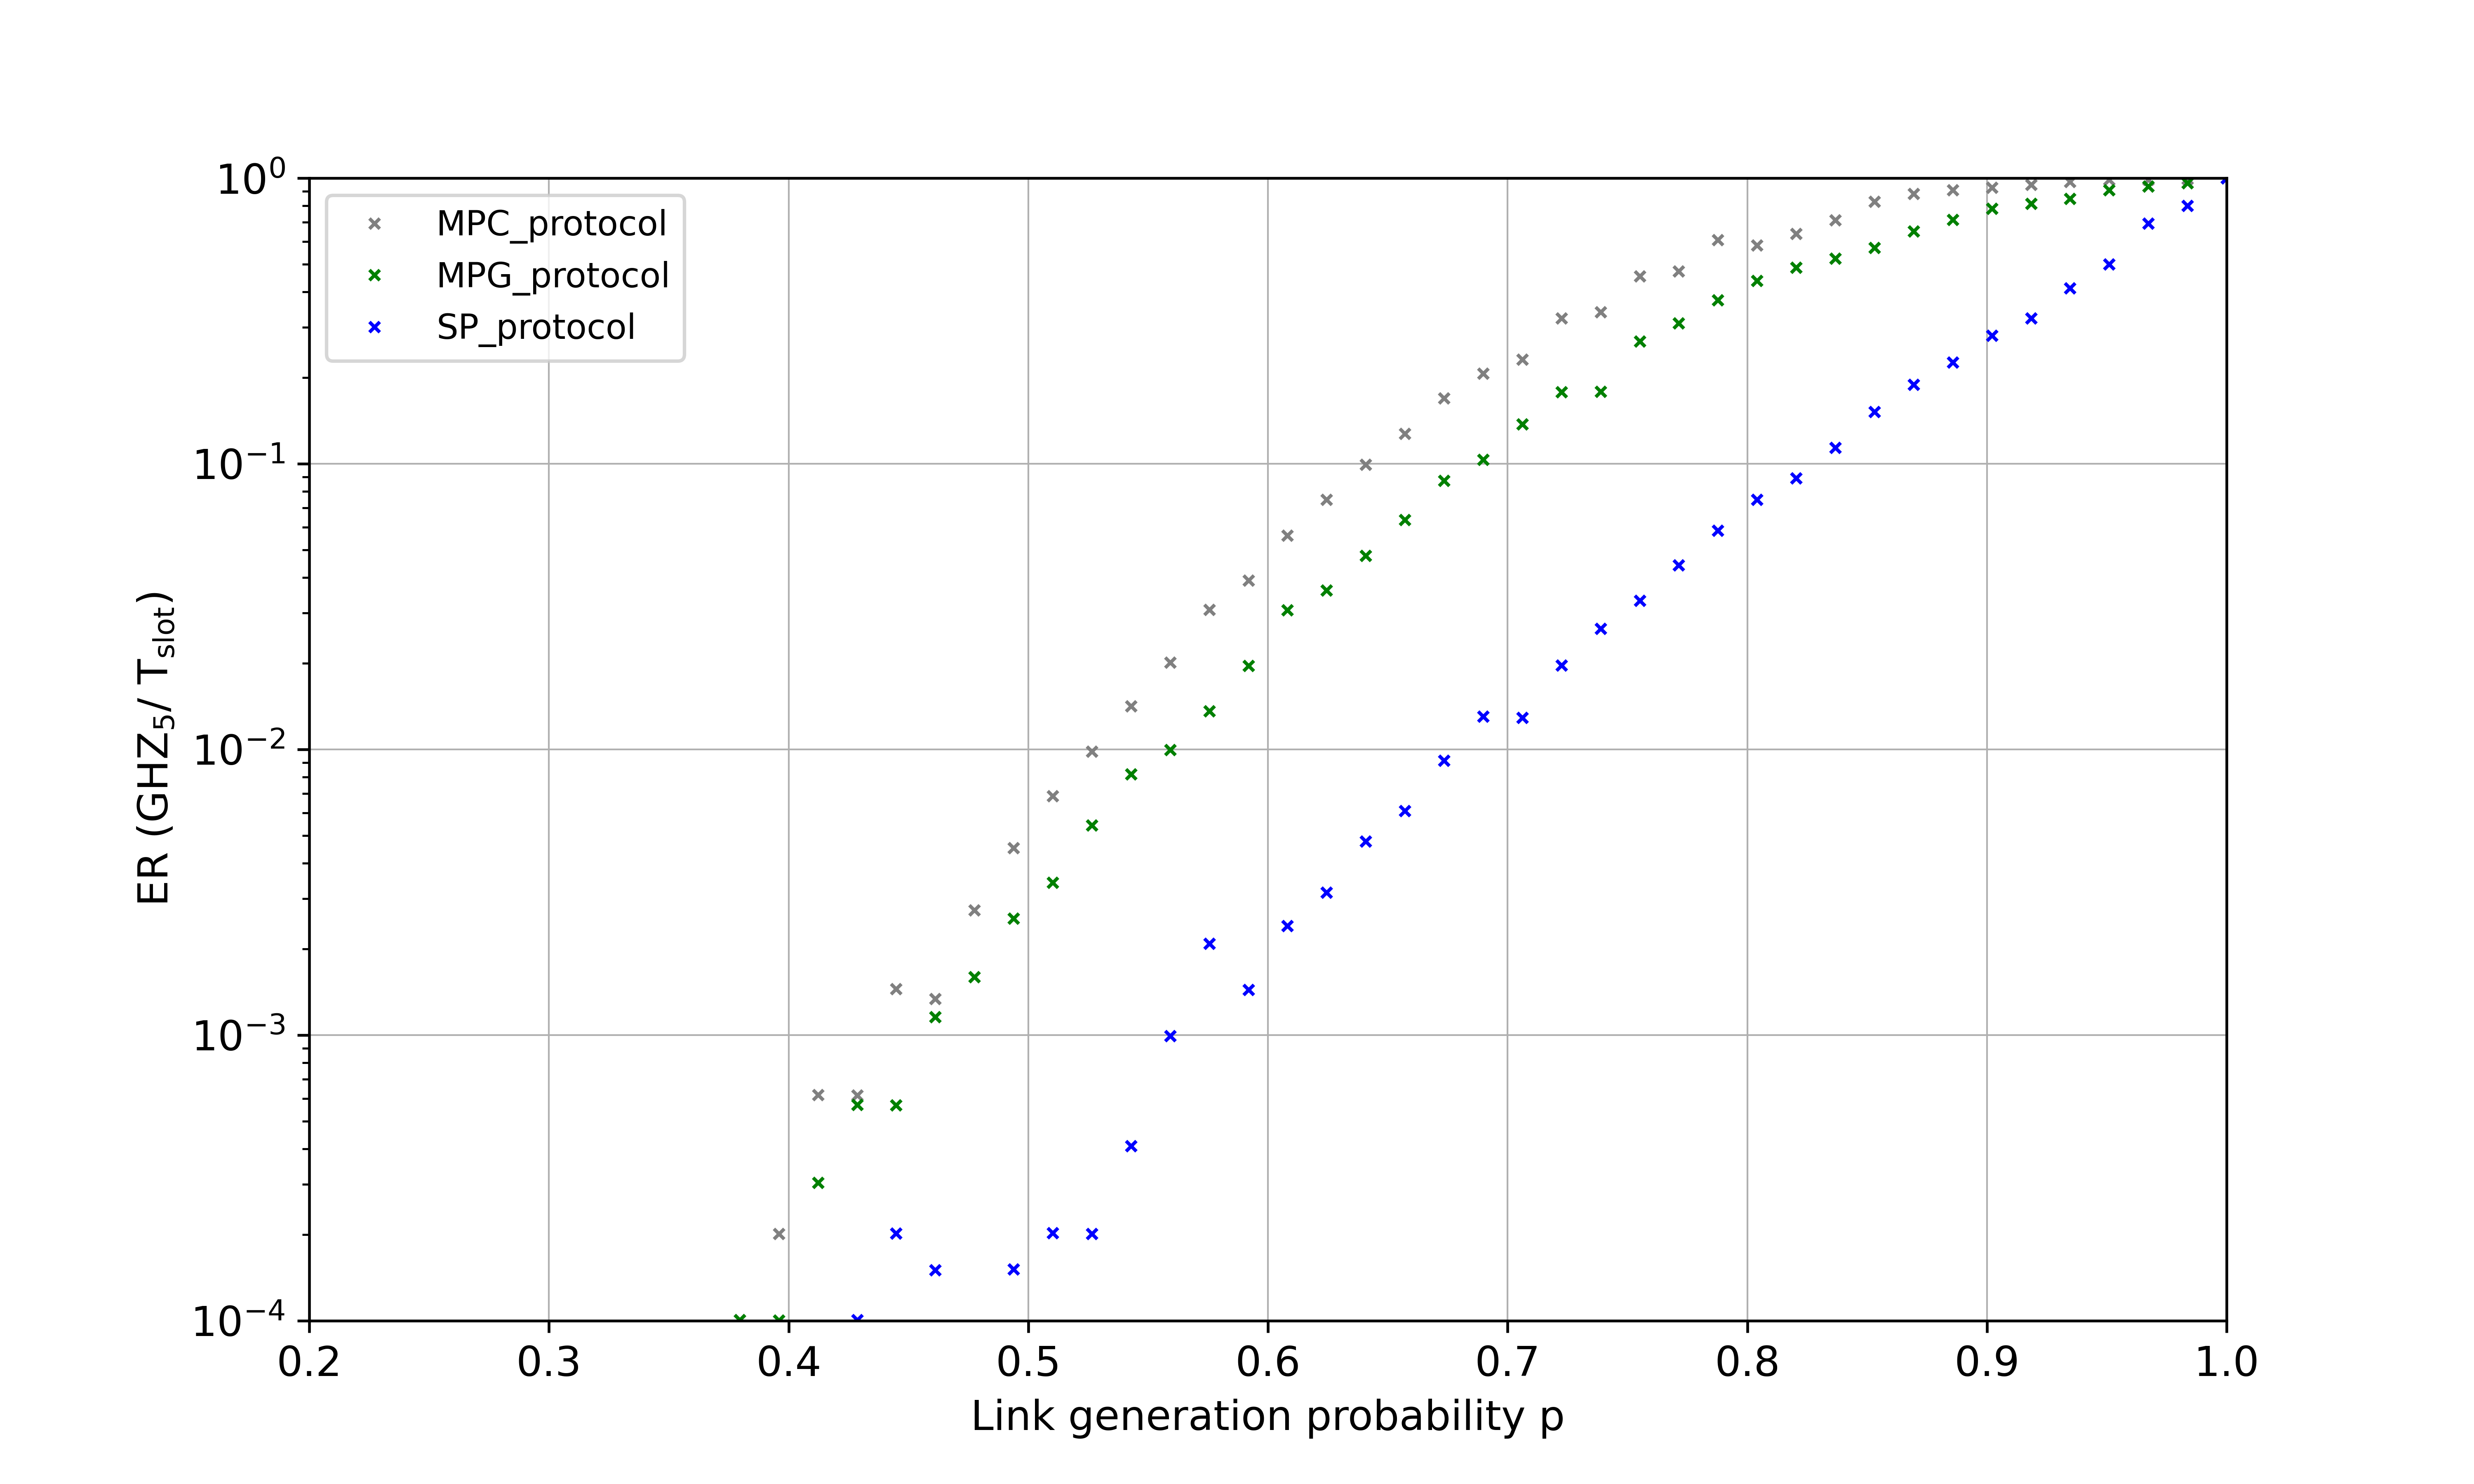 10⁰
10⁻¹
10⁻²
10⁻³
10⁻⁴
ER (GHZ₅/ Tₛₗₒₜ)
MPC_protocol
MPG_protocol
SP_protocol
0.2 0.3 0.4 0.5 0.6 0.7 0.8 0.9 1.0
Link generation probability p